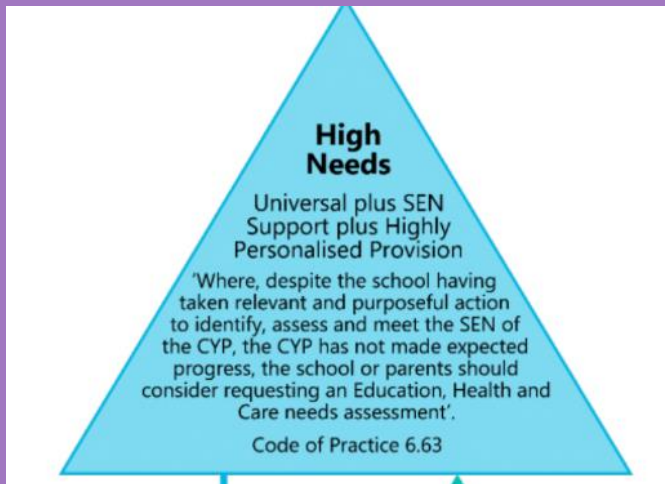 High
Needs
Universal plus SEN
Support plus Highly
Personalised Provision
'Where, despite the school having
taken relevant and purposeful action
to identify, assess and meet the SEN of
the CYP, the CYP has not made expected
progress, the school or parents should
consider requesting an Education, Health and
Care needs assessment'.
Code of Practice 6.63